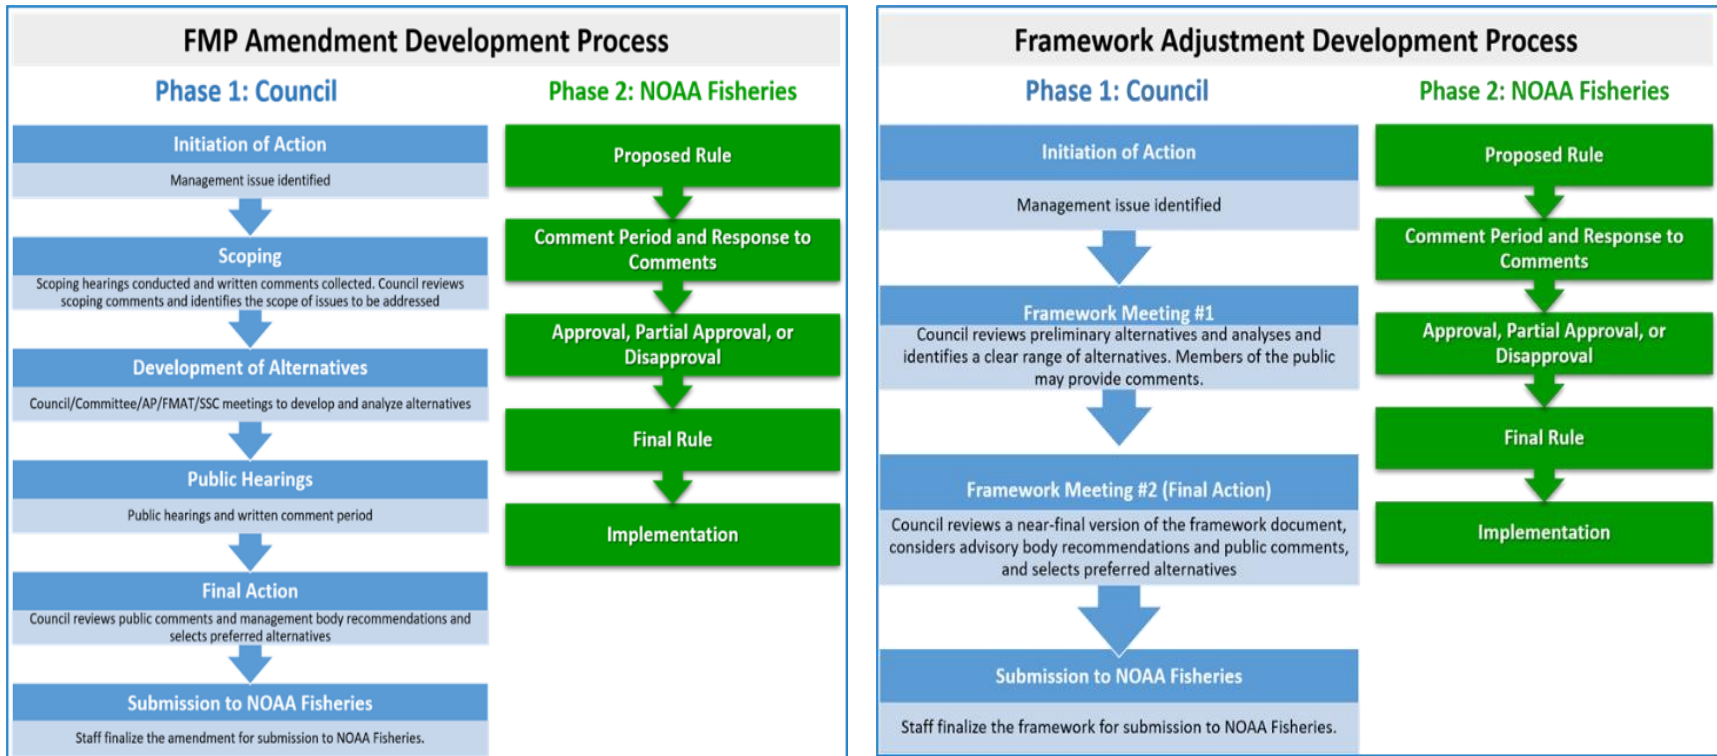 FMP Amendment Development Process
Phase 1: Council
Initiation of Action
Management issue identified
Scoping
Scoping hearings conducted and written comments collected. Council reviews
scoping comments and identifies the scope of issues to be addressed
Development of Alternatives
Council/Committee/AP/FMAT/SSC meetings to develop and analyze alternatives
Public Hearings
Public hearings and written comment period
Final Action
Council reviews public comments and management body recommendations and
selects preferred alternatives
Submission to NOAA Fisheries
Staff finalize the amendment for submission to NOAA Fisheries.
Phase 2: NOAA Fisheries
Proposed Rule
Comment Period and Response to
Comments
Approval, Partial Approval, or
Disapproval
Final Rule
Implementation
Framework Adjustment Development Process
Phase 1: Council
Initiation of Action
Management issue identified
Framework Meeting #1
Council reviews preliminary alternatives and analyses and
identifies a clear range of alternatives. Members of the public
may provide comments.
Framework Meeting #2 (Final Action)
Council reviews a near-final version of the framework document,
considers advisory body recommendations and public comments,
and selects preferred alternatives
Submission to NOAA Fisheries
Staff finalize the framework for submission to NOAA Fisheries.
Phase 2: NOAA Fisheries
Proposed Rule
Comment Period and Response to
Comments
Approval, Partial Approval, or
Disapproval
Final Rule
Implementation